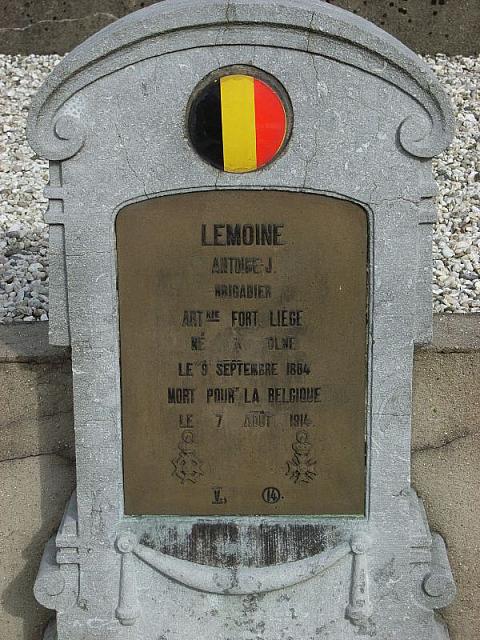 LEMOINE
ANTOINE-J.
BRIGADIER
ARTRIE FORT LIEGE
NÉ A OLNE
LE 9 SEPTEMBRE 1884
MORT POUR LA BELGIQUE
LE 7 AOÛT 1914
V. 14